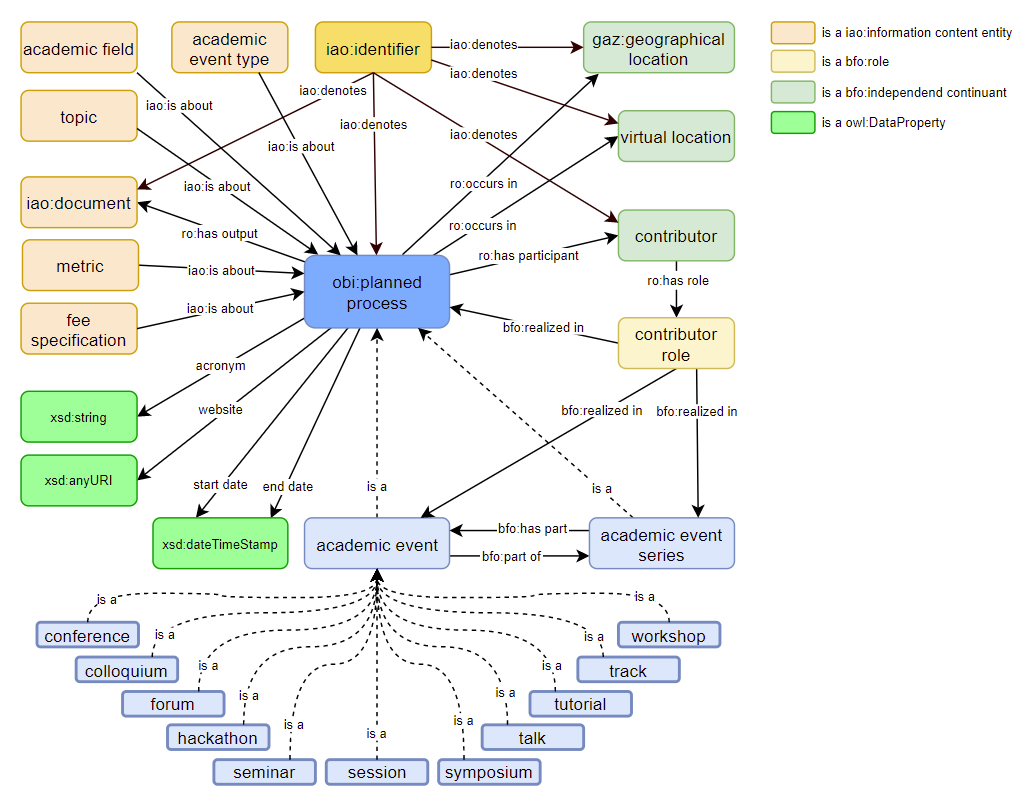 academic field
academic
event type
iao:identifier
iao:denotes
gaz:geographical
location
is a iao:information content entity
is a bfo:role
is a bfo:independend continuant
is a owl:DataProperty
iao:denotes
iao:denotes
iao:is about
topic
iao:denotes
iao:denotes
virtual location
iao:is about
iao:is about
ro:occurs in
iao:document
ro:has output
ro:occurs in
contributor
ro:has participant
metric
iao:is about
obi:planned
process
ro:has role
iao:is about
fee
specification
bfo:realized in
contributor
role
acronym
xsd:string
website
bfo:realized in
bfo:realized in
xsd:anyURI
start date
end date
is a
is a
xsd:dateTimeStamp
academic event
bfo:has part
bfo:part of
academic event
series
is a
is a
conference
is a
is a
workshop
colloquium
is a
is a
track
forum
is a
is a
tutorial
hackathon
is a
is a
is a
talk
seminar
session
symposium